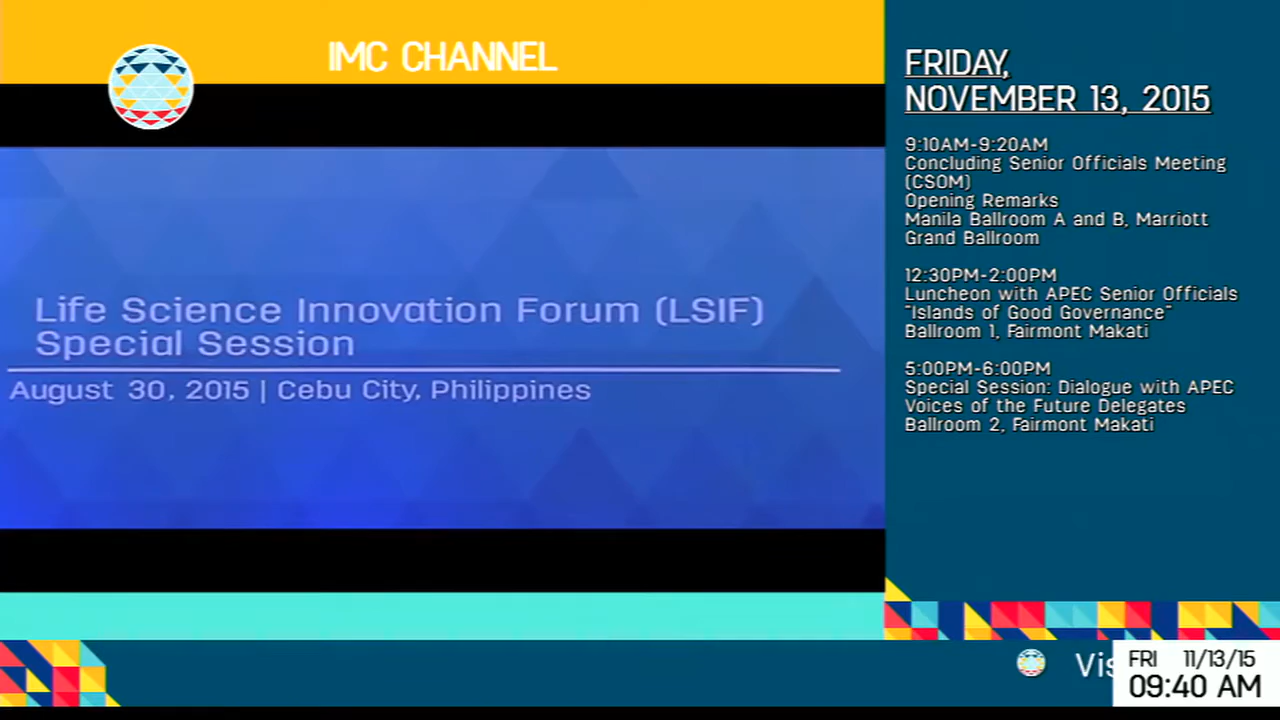 IMC CHANNEL
Life Science Innovation Forum (LSIF)
Special Session
August 30, 2015 | Cebu City, Philippines
FRIDAY,
NOVEMBER 13, 2015
9:10AM-9:20AM
Concluding Senior Officials Meeting
(CSOM)
Opening Remarks
Manila Ballroom A and B, Marriott
Grand Ballroom
12:30PM-2:00PM
Luncheon with APEC Senior Officials
"Islands of Good Governance"
Ballroom 1, Fairmont Makati
5:00PM-6:00PM
Special Session: Dialogue with APEC
Voices of the Future Delegates
Ballroom 2, Fairmont Makati
FRI 11/13/15
09:40 AM